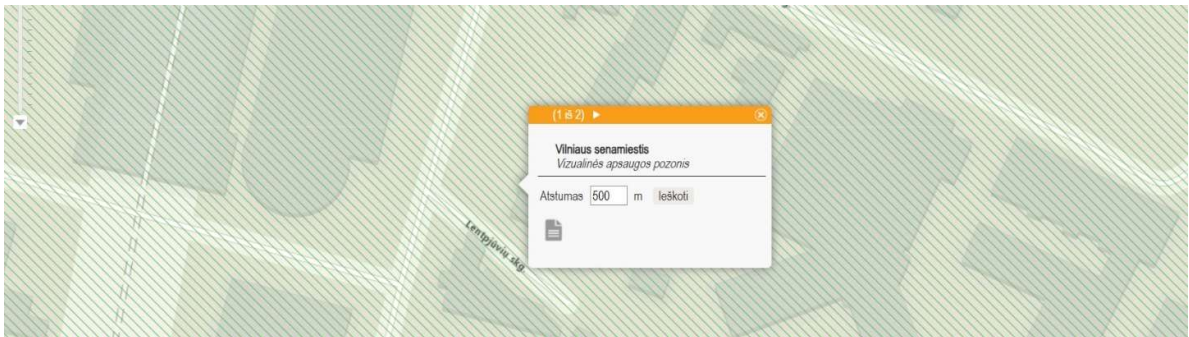 (1 iš 2)
Vilniaus senamiestis
Vizualinės apsaugos pozonis
Atstumas 500 m Ieškoti
Lentpjūvių skg.